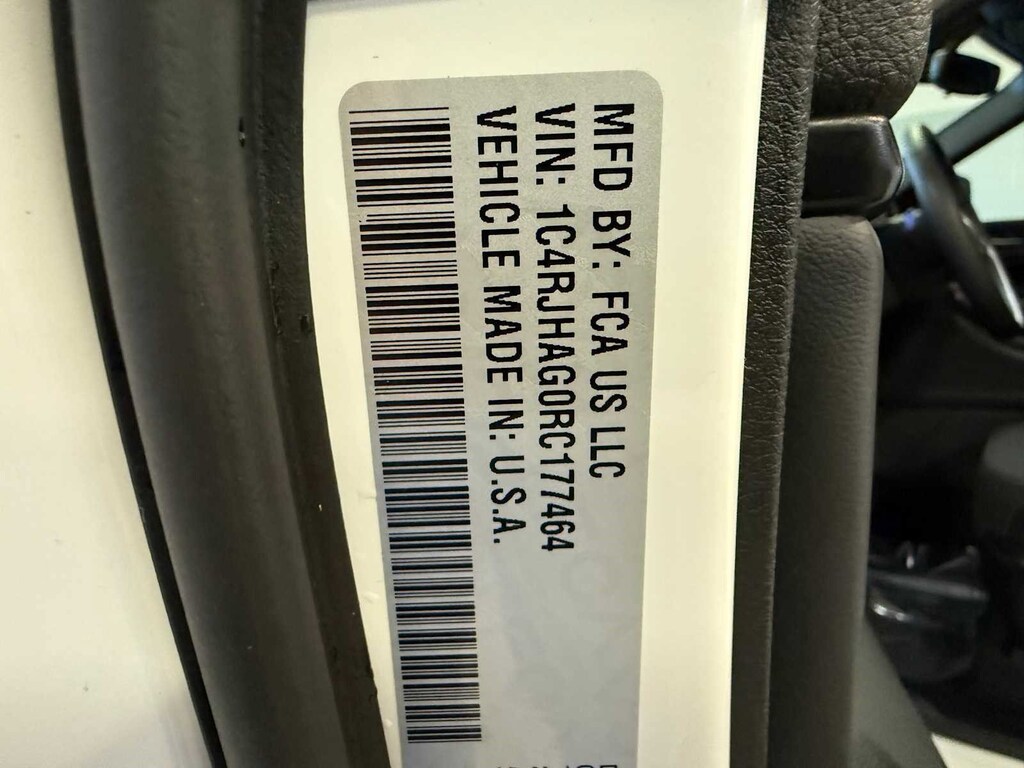 MFD BY: FCA US LLC
VIN: 1C4RJHAG0RC177464
VEHICLE MADE IN: U.S.A.